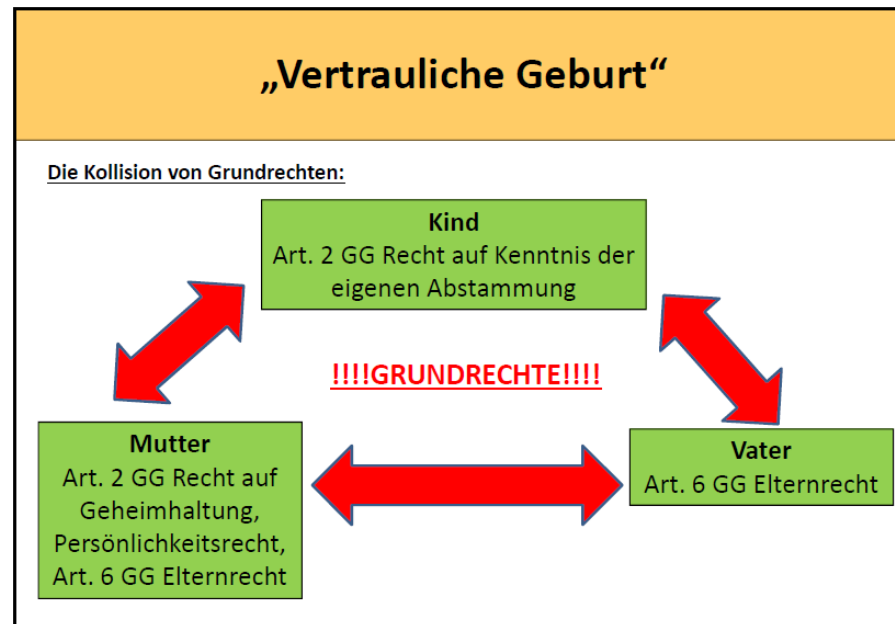 „Vertrauliche Geburt“
Die Kollision von Grundrechten:
Kind
Art. 2 GG Recht auf Kenntnis der
eigenen Abstammung
!!!!GRUNDRECHTE!!!!
Mutter
Art. 2 GG Recht auf
Geheimhaltung,
Persönlichkeitsrecht,
Art. 6 GG Elternrecht
Vater
Art. 6 GG Elternrecht